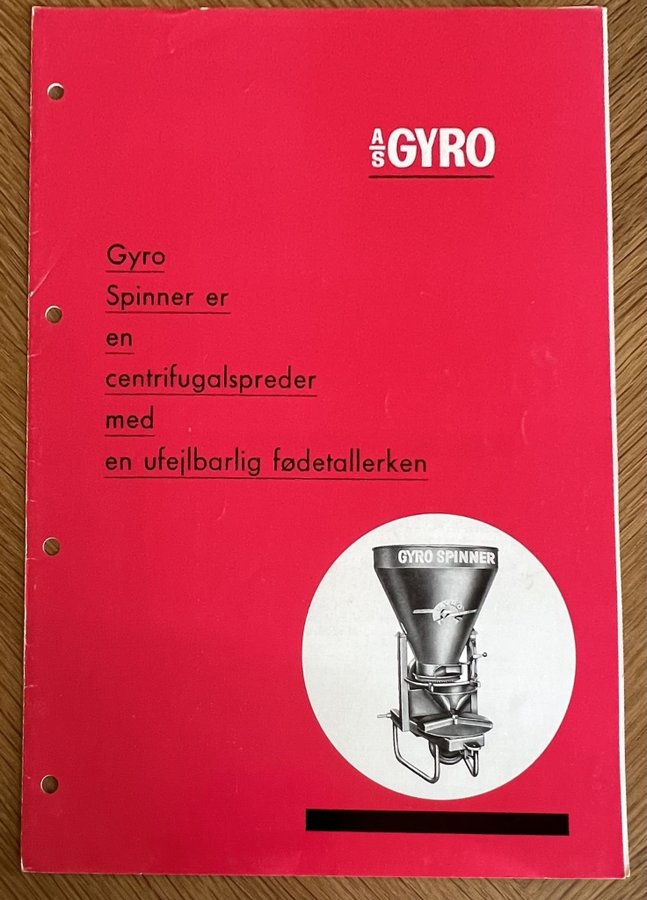 A/S GYRO
Gyro
Spinner er
en
centrifugalspreder
med
en ufejlbarlig fødetallerken
GYRO SPINNER